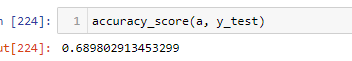 n [224]: 1 accuracy_score(a, y_test)
ut[224]: 0.689802913453299